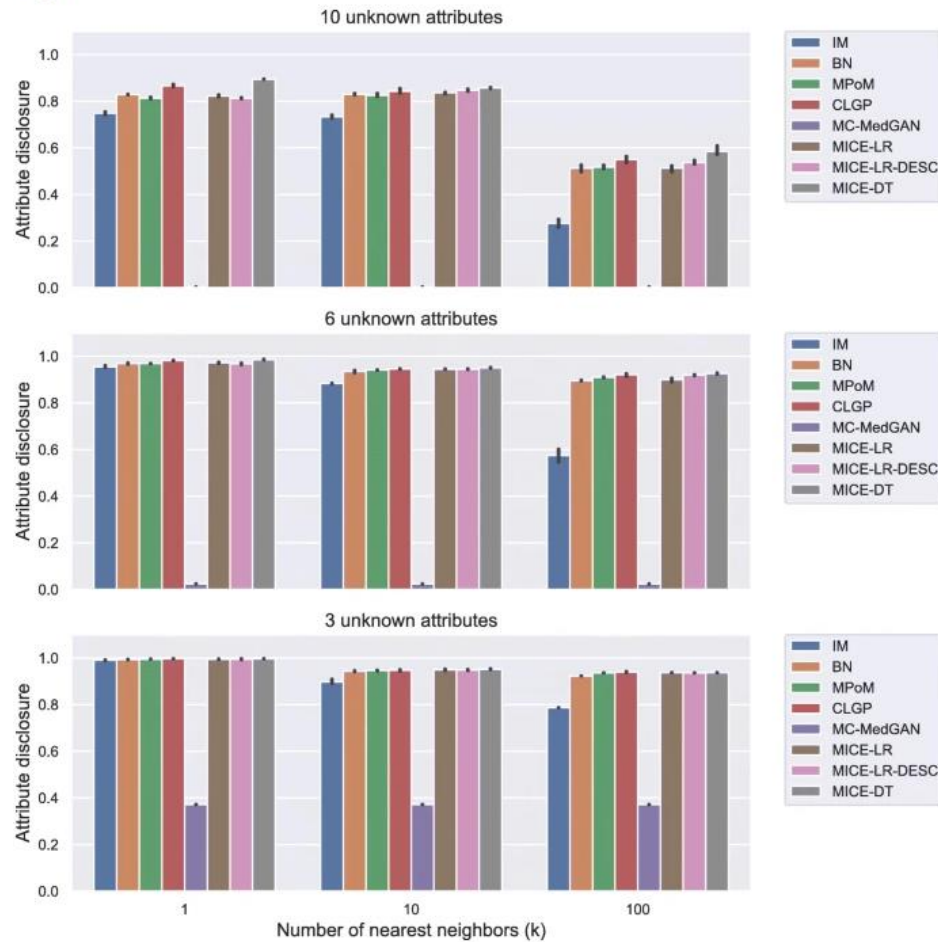 10 unknown attributes
Attribute disclosure
1.0
0.8
0.6
0.4
0.2
0.0
IM
BN
MPoM
CLGP
MC-MedGAN
MICE-LR
MICE-LR-DESC
MICE-DT
6 unknown attributes
Attribute disclosure
1.0
0.8
0.6
0.4
0.2
0.0
IM
BN
MPoM
CLGP
MC-MedGAN
MICE-LR
MICE-LR-DESC
MICE-DT
3 unknown attributes
Attribute disclosure
1.0
0.8
0.6
0.4
0.2
0.0
IM
BN
MPoM
CLGP
MC-MedGAN
MICE-LR
MICE-LR-DESC
MICE-DT
1 10 100
Number of nearest neighbors (k)